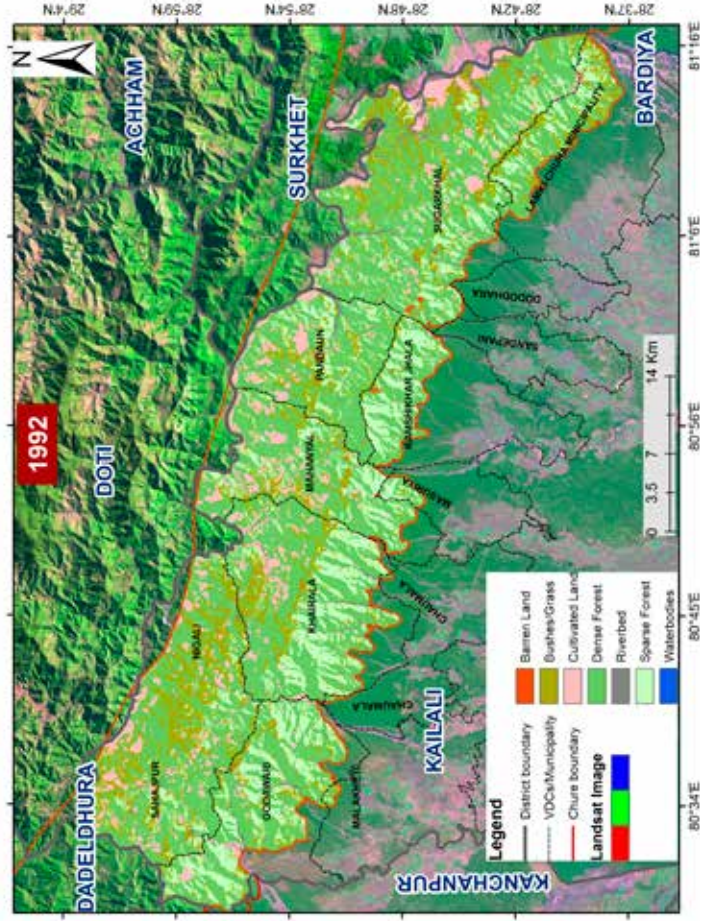 1992
N
DADELDHURA
DOTI
ACHHAM
SURKHET
BARDIYA
KAILALI
KANCHANPUR
SAHAJPUR
NIGALI
GODAWARI
KHAIRALA
MALAKHETI
CHAUMALA
CHAUMALA
MASURIYA
PANDAUN
SUGARKHAL
SANDEPANI
DODODHARA
LAMKI CHUHA MUNICIPALITY
29°4'N
28°59'N
28°54'N
28°48'N
28°42'N
28°37'N
80°34'E
80°45'E
80°56'E
81°6'E
81°16'E
0 3.5 7 14 Km
Legend
District boundary
VDCs/Municipality
Chure boundary
Landsat Image
Barren Land
Bushes/Grass
Cultivated Land
Dense Forest
Riverbed
Sparse Forest
Waterbodies